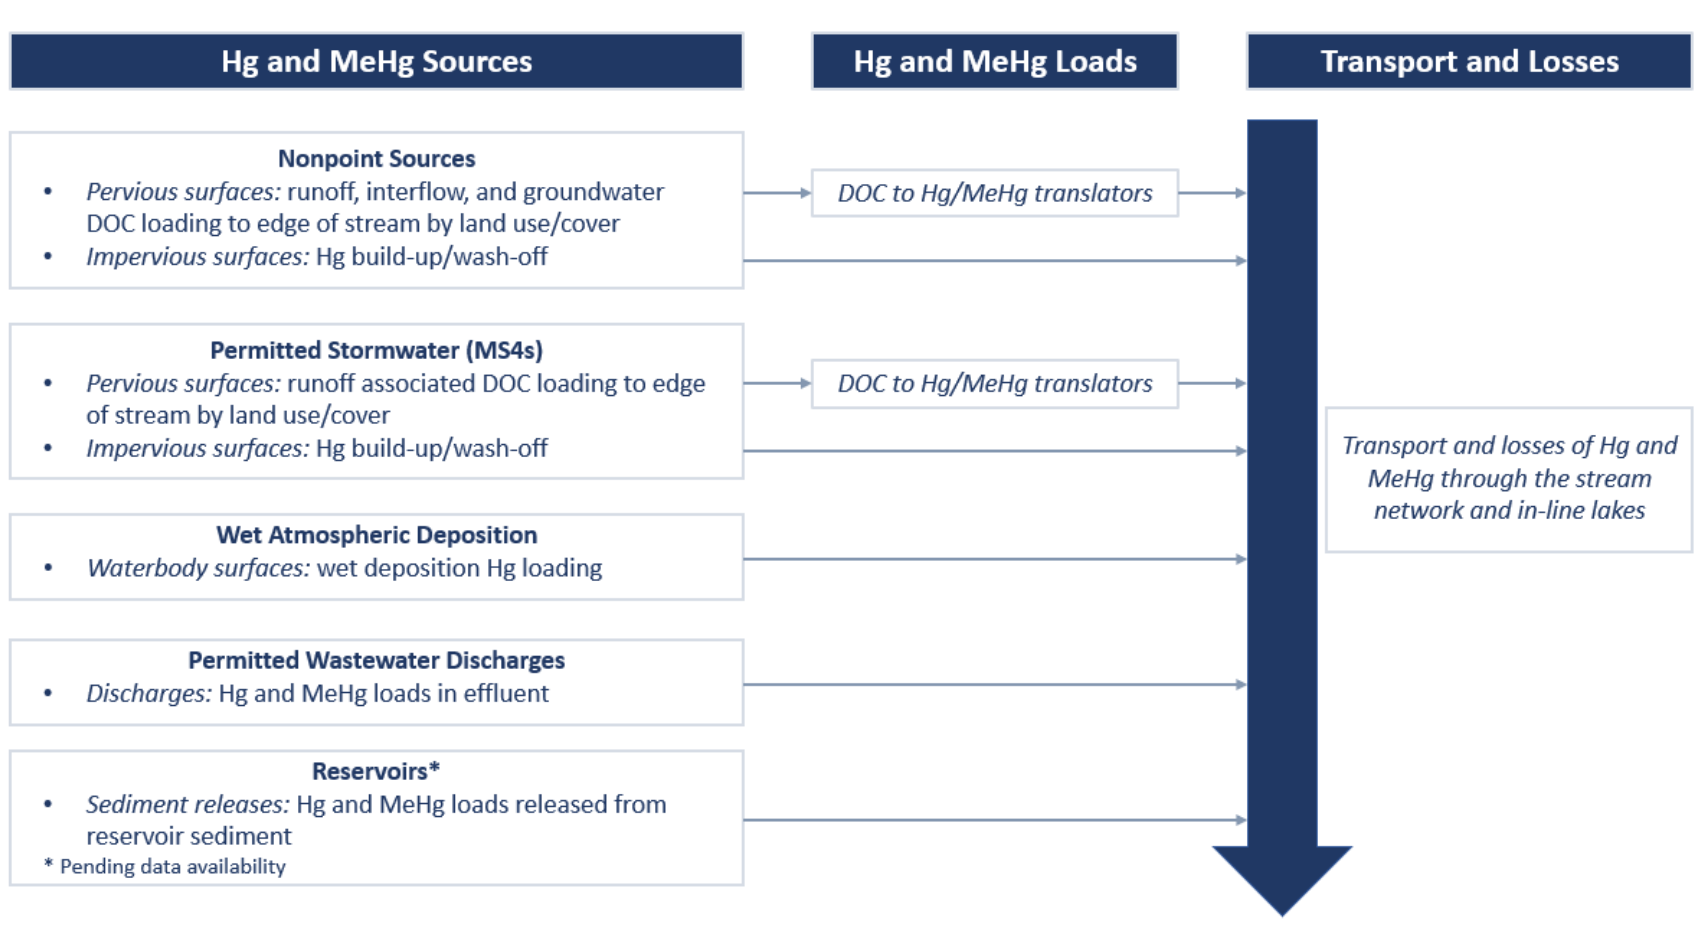 Hg and MeHg Sources
Hg and MeHg Loads
Transport and Losses
Nonpoint Sources
• Pervious surfaces: runoff, interflow, and groundwater
DOC loading to edge of stream by land use/cover
• Impervious surfaces: Hg build-up/wash-off
DOC to Hg/MeHg translators
Permitted Stormwater (MS4s)
• Pervious surfaces: runoff associated DOC loading to edge
of stream by land use/cover
• Impervious surfaces: Hg build-up/wash-off
DOC to Hg/MeHg translators
Transport and losses of Hg and
MeHg through the stream
network and in-line lakes
Wet Atmospheric Deposition
• Waterbody surfaces: wet deposition Hg loading
Permitted Wastewater Discharges
• Discharges: Hg and MeHg loads in effluent
Reservoirs*
• Sediment releases: Hg and MeHg loads released from
reservoir sediment
* Pending data availability